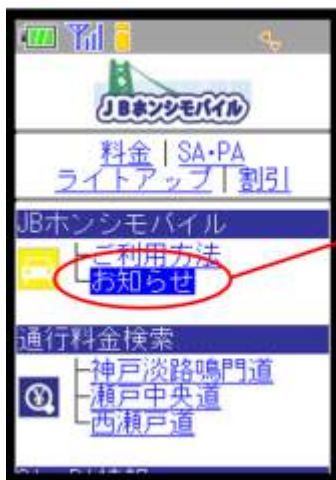 JBホンシモバイル
料金 | SA・PA
ライトアップ | 割引
JBホンシモバイル
ご利用方法
お知らせ
通行料金検索
神戸淡路鳴門道
瀬戸中央道
西瀬戸道